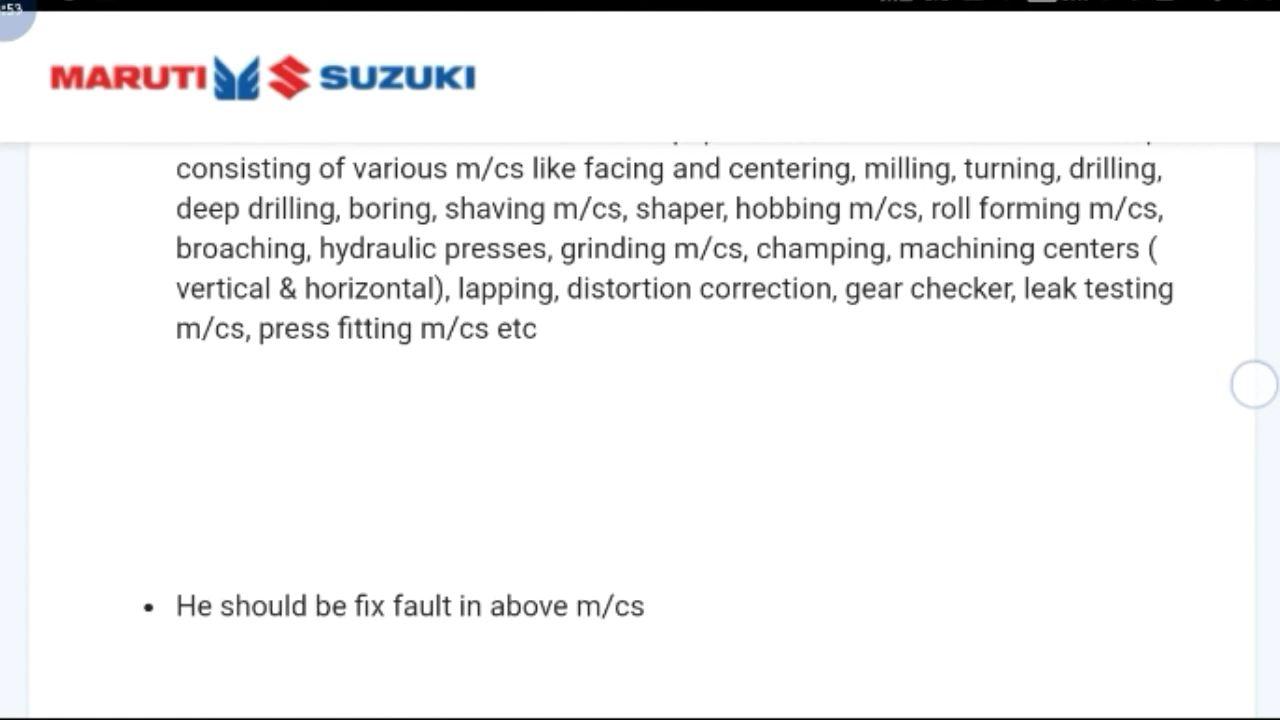 :53
MARUTI SUZUKI
consisting of various m/cs like facing and centering, milling, turning, drilling,
deep drilling, boring, shaving m/cs, shaper, hobbing m/cs, roll forming m/cs,
broaching, hydraulic presses, grinding m/cs, champing, machining centers (
vertical & horizontal), lapping, distortion correction, gear checker, leak testing
m/cs, press fitting m/cs etc
• He should be fix fault in above m/cs